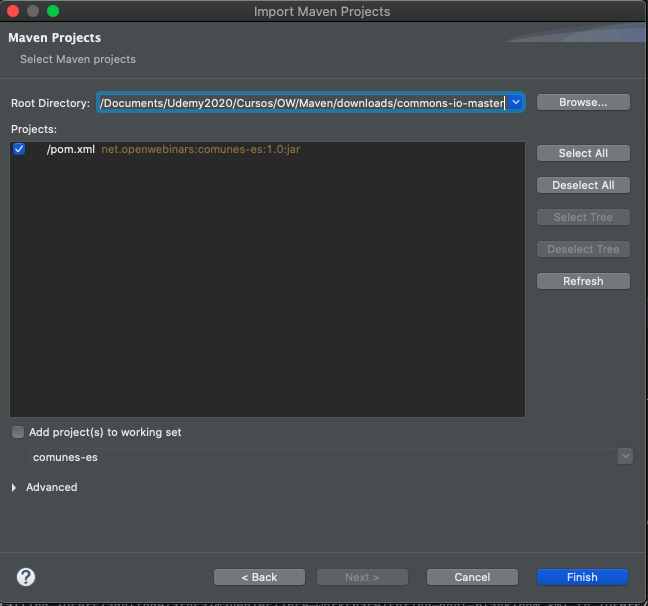 Import Maven Projects
Maven Projects
Select Maven projects
Root Directory: /Documents/Udemy2020/Cursos/OW/Maven/downloads/commons-io-master Browse...
Projects:
/pom.xml net.openwebinars:comunes-es:1.0:jar
Select All
Deselect All
Select Tree
Deselect Tree
Refresh
Add project(s) to working set
comunes-es
Advanced
? < Back Next > Cancel Finish